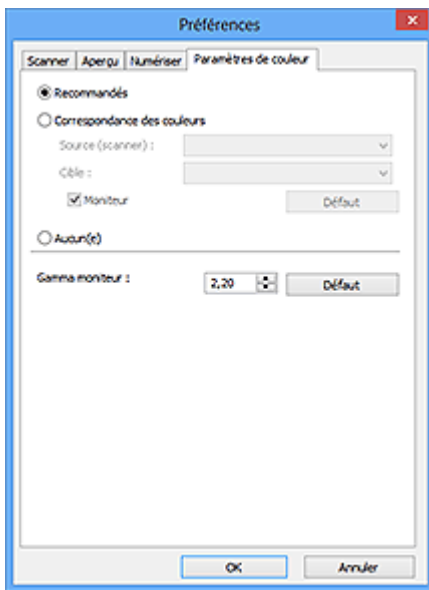 Préférences
Scanner Aperçu Numériser Paramètres de couleur
Recommandés
Correspondance des couleurs
Source (scanner) :
Cible :
Moniteur Défaut
Aucun(e)
Gamma moniteur : 2,20 Défaut
OK Annuler